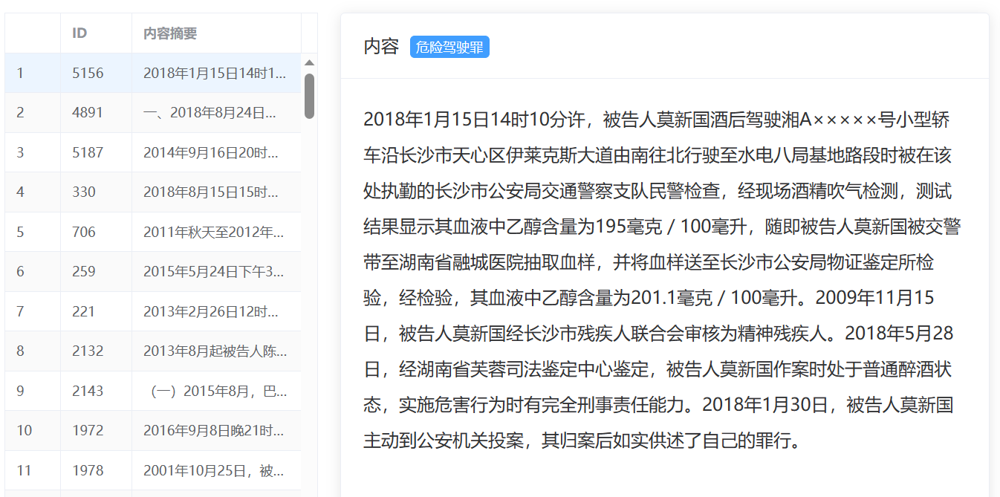 ID 内容摘要
1 5156 2018年1月15日14时1...
2 4891 一、2018年8月24日...
3 5187 2014年9月16日20时...
4 330 2018年8月15日15时...
5 706 2011年秋天至2012年...
6 259 2015年5月24日下午3...
7 221 2013年2月26日12时...
8 2132 2013年8月起被告人陈...
9 2143 （一）2015年8月，巴...
10 1972 2016年9月8日晚21时...
11 1978 2001年10月25日，被...
内容 危险驾驶罪
2018年1月15日14时10分许，被告人莫新国酒后驾驶湘A×××××号小型轿
车沿长沙市天心区伊莱克斯大道由南往北行驶至水电八局基地路段时被在该
处执勤的长沙市公安局交通警察支队民警检查，经现场酒精吹气检测，测试
结果显示其血液中乙醇含量为195毫克／100毫升，随即被告人莫新国被交警
带至湖南省融城医院抽取血样，并将血样送至长沙市公安局物证鉴定所检
验，经检验，其血液中乙醇含量为201.1毫克／100毫升。2009年11月15
日，被告人莫新国经长沙市残疾人联合会审核为精神残疾人。2018年5月28
日，经湖南省芙蓉司法鉴定中心鉴定，被告人莫新国作案时处于普通醉酒状
态，实施危害行为时有完全刑事责任能力。2018年1月30日，被告人莫新国
主动到公安机关投案，其归案后如实供述了自己的罪行。